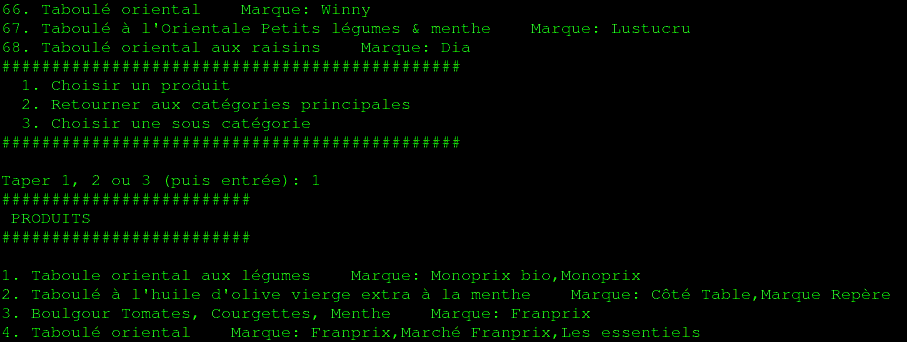 66. Taboulé oriental    Marque: Winny
67. Taboulé à l'Orientale Petits légumes & menthe    Marque: Lustucru
68. Taboulé oriental aux raisins    Marque: Dia
##############################################
  1. Choisir un produit
  2. Retourner aux catégories principales
  3. Choisir une sous catégorie
##############################################
Taper 1, 2 ou 3 (puis entrée): 1
#########################
 PRODUITS
#########################
1. Taboule oriental aux légumes    Marque: Monoprix bio,Monoprix
2. Taboulé à l'huile d'olive vierge extra à la menthe    Marque: Côté Table,Marque Repère
3. Boulgour Tomates, Courgettes, Menthe    Marque: Franprix
4. Taboulé oriental    Marque: Franprix,Marché Franprix,Les essentiels